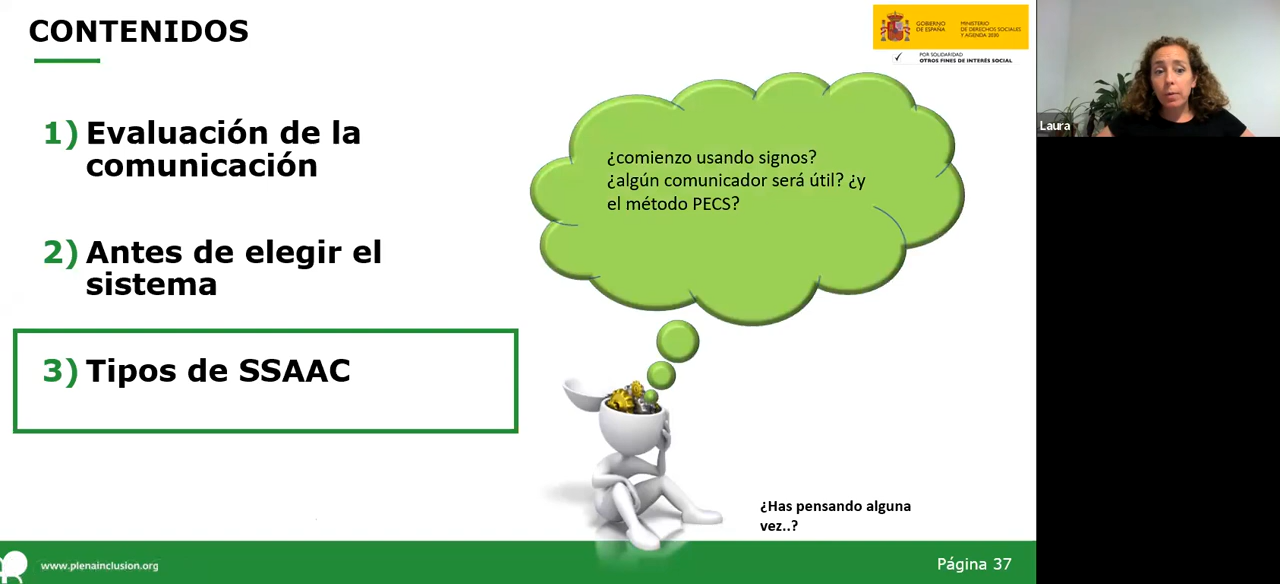 CONTENIDOS
GOBIERNO
DE ESPAÑA
MINISTERIO
DE DERECHOS SOCIALES
Y AGENDA 2030
POR SOLIDARIDAD
OTROS FINES DE INTERÉS SOCIAL
Laura
1) Evaluación de la
comunicación
¿comienzo usando signos?
¿algún comunicador será útil? ¿y
el método PECS?
2) Antes de elegir el
sistema
3) Tipos de SSAAC
¿Has pensando alguna
vez..?
www.plenainclusion.org
Página 37